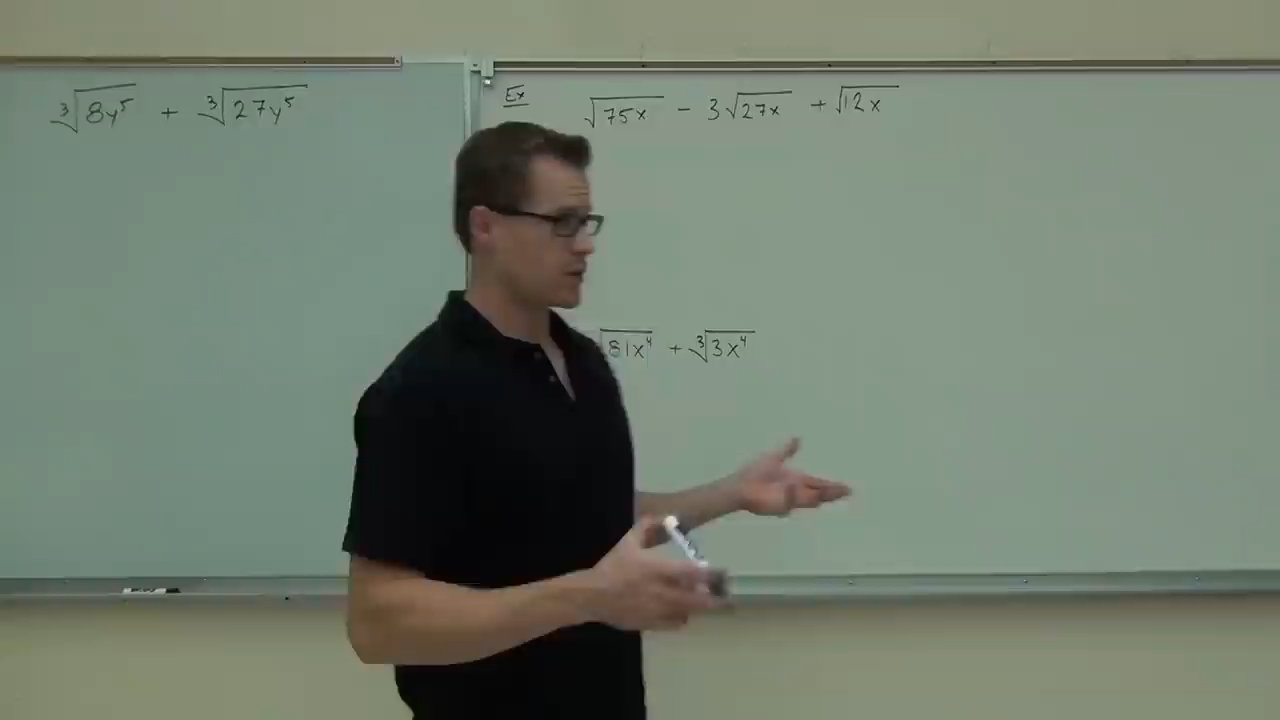 ∛8y⁵ + ∛27y⁵
Ex √75x - 3√27x + √12x
√81x⁴ + ∛3x⁴